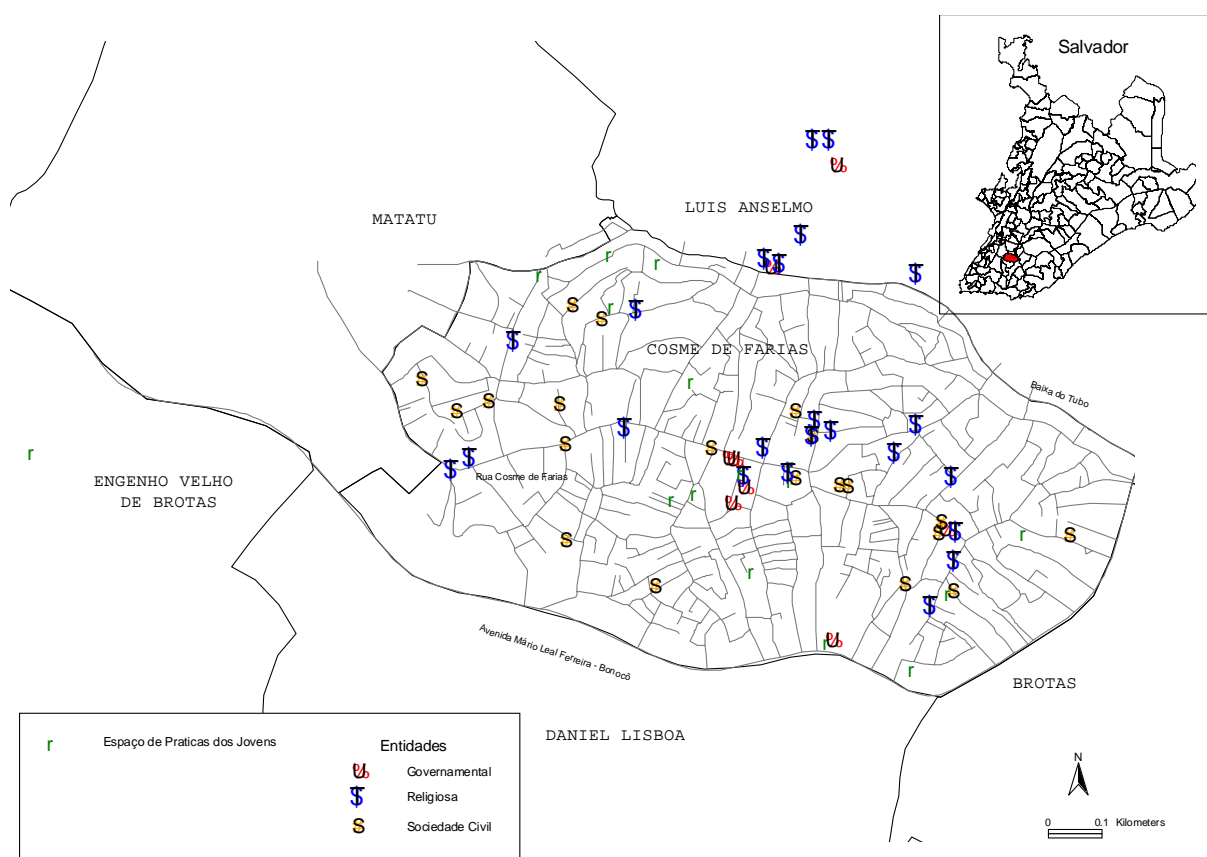 Salvador
LUIS ANSELMO
MATATU
COSME DE FARIAS
Baixa do Tubo
ENGENHO VELHO
DE BROTAS
Rua Cosme de Farias
Avenida Mário Leal Ferreira - Bonocô
BROTAS
DANIEL LISBOA
r Espaço de Praticas dos Jovens
Entidades
Governamental
Religiosa
S Sociedade Civil
N
0 0.1 Kilometers